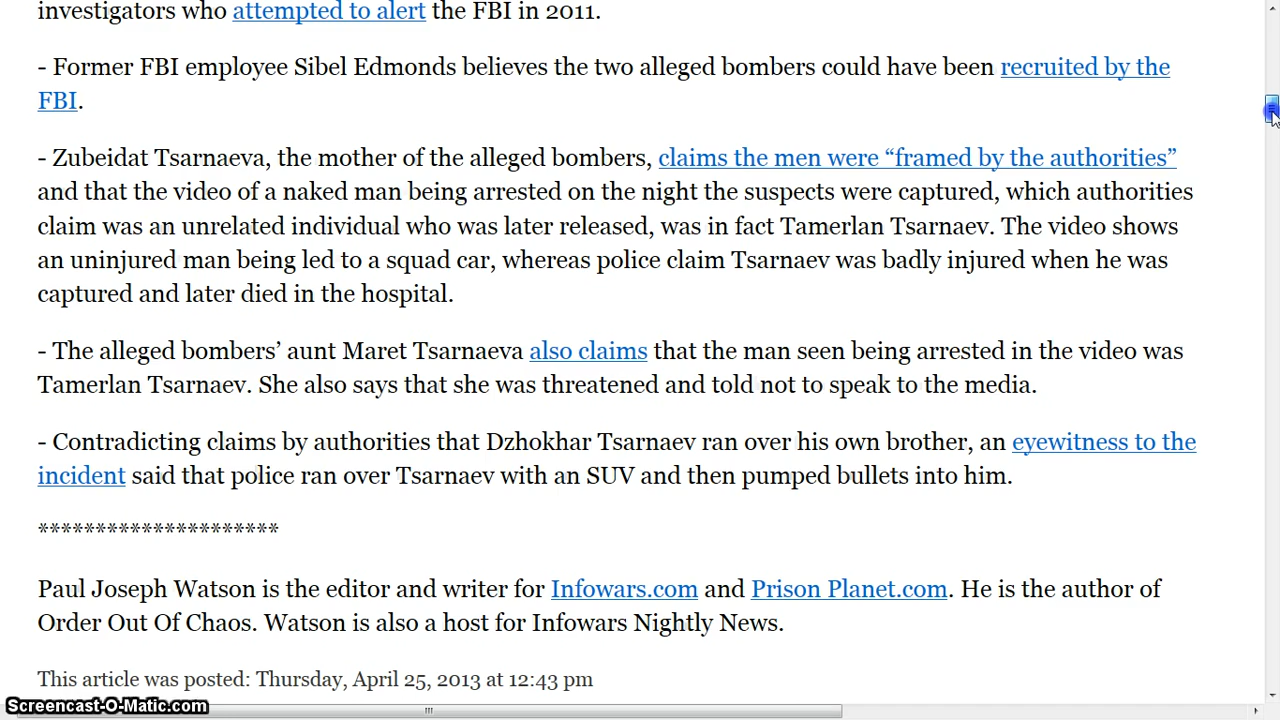 investigators who attempted to alert the FBI in 2011.
- Former FBI employee Sibel Edmonds believes the two alleged bombers could have been recruited by the
FBI.
- Zubeidat Tsarnaeva, the mother of the alleged bombers, claims the men were “framed by the authorities”
and that the video of a naked man being arrested on the night the suspects were captured, which authorities
claim was an unrelated individual who was later released, was in fact Tamerlan Tsarnaev. The video shows
an uninjured man being led to a squad car, whereas police claim Tsarnaev was badly injured when he was
captured and later died in the hospital.
- The alleged bombers’ aunt Maret Tsarnaeva also claims that the man seen being arrested in the video was
Tamerlan Tsarnaev. She also says that she was threatened and told not to speak to the media.
- Contradicting claims by authorities that Dzhokhar Tsarnaev ran over his own brother, an eyewitness to the
incident said that police ran over Tsarnaev with an SUV and then pumped bullets into him.
*********************
Paul Joseph Watson is the editor and writer for Infowars.com and Prison Planet.com. He is the author of
Order Out Of Chaos. Watson is also a host for Infowars Nightly News.
This article was posted: Thursday, April 25, 2013 at 12:43 pm
Screencast-O-Matic.com